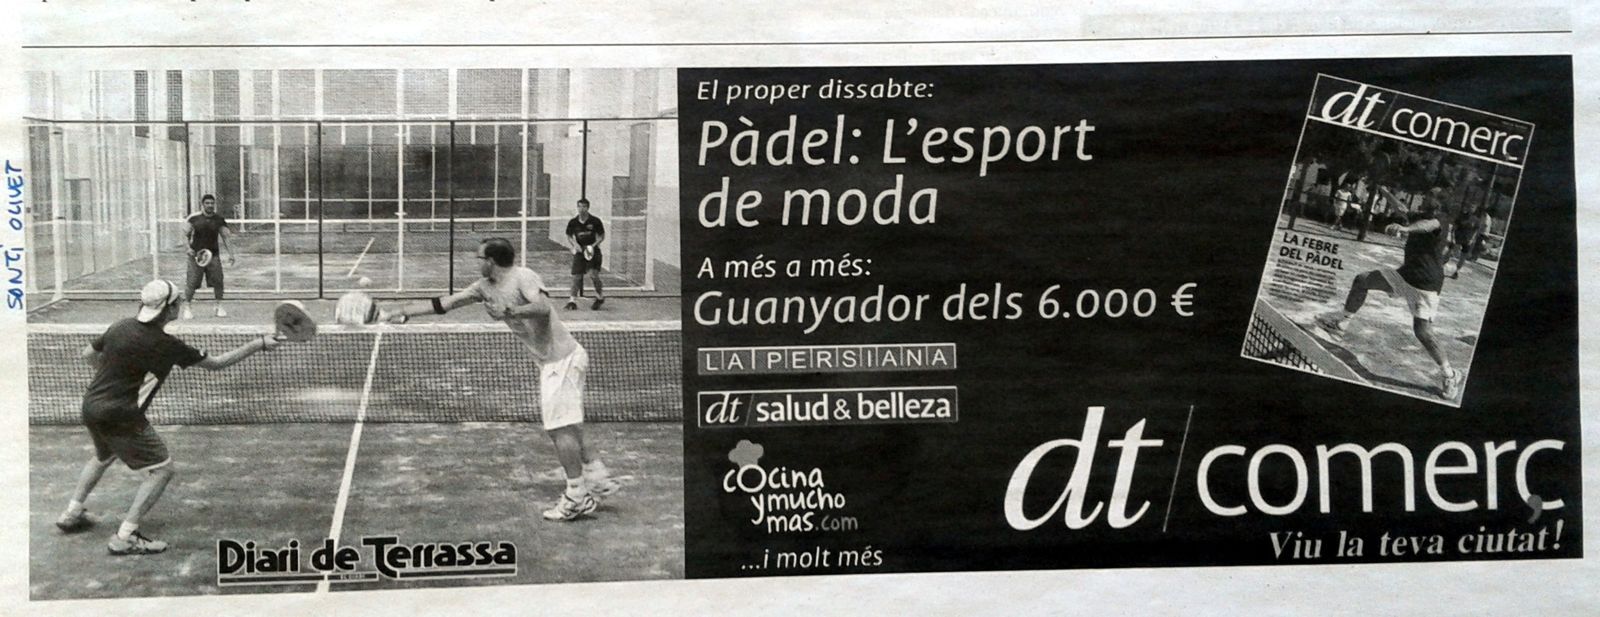 SANTI OLIVET
Diari de Terrassa
El proper dissabte:
Pàdel: L'esport
de moda
A més a més:
Guanyador dels 6.000 €
LA PERSIANA
dt/salud & belleza
cocina
y mucho
mas.com
...i molt més
dt/comerç
LA FEBRE
DEL PÀDEL
dt/comerç
Viu la teva ciutat!